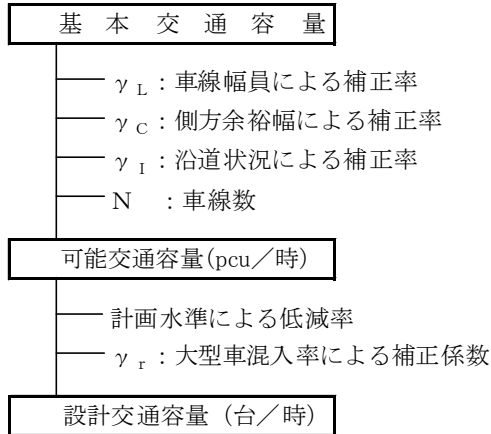 基本交通容量
γL：車線幅員による補正率
γC：側方余裕幅による補正率
γI：沿道状況による補正率
N ：車線数
可能交通容量(pcu／時)
計画水準による低減率
γr：大型車混入率による補正係数
設計交通容量（台／時）